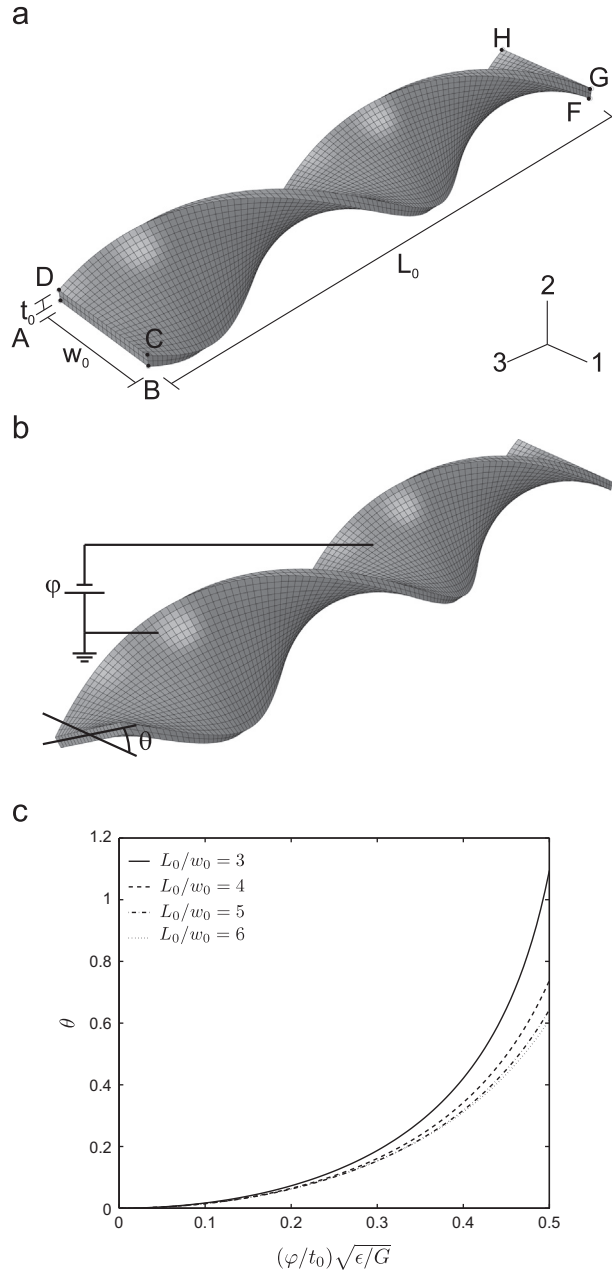 a
H
G
F
D
t₀
A
w₀
C
B
L₀
2
3
1
b
φ
θ
c
1.2
1
0.8
0.6
0.4
0.2
0
θ
L₀/w₀ = 3
L₀/w₀ = 4
L₀/w₀ = 5
L₀/w₀ = 6
0 0.1 0.2 0.3 0.4 0.5
(φ/t₀)√ϵ/G